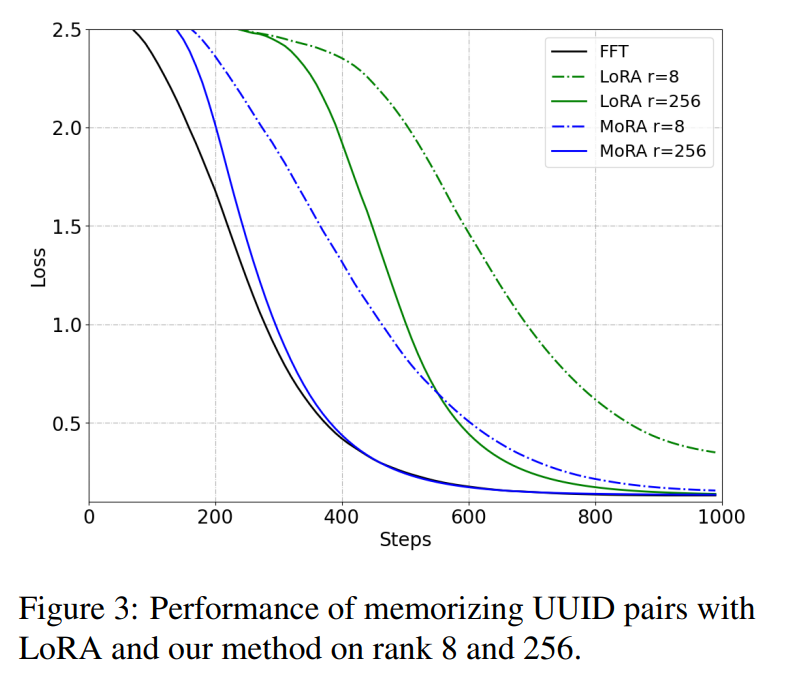 2.5
2.0
1.5
1.0
0.5
Loss
FFT
LoRA r=8
LoRA r=256
MoRA r=8
MoRA r=256
0 200 400 600 800 1000
Steps
Figure 3: Performance of memorizing UUID pairs with
LoRA and our method on rank 8 and 256.